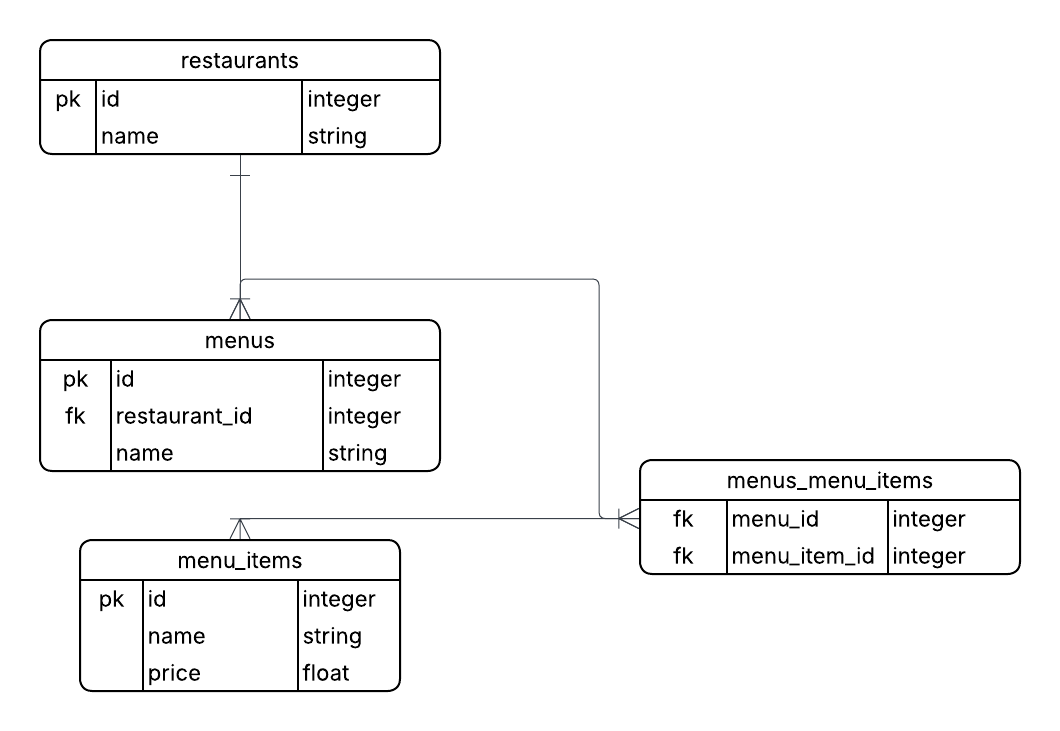 restaurants
pk id integer
name string
menus
pk id integer
fk restaurant_id integer
name string
menus_menu_items
fk menu_id integer
fk menu_item_id integer
menu_items
pk id integer
name string
price float